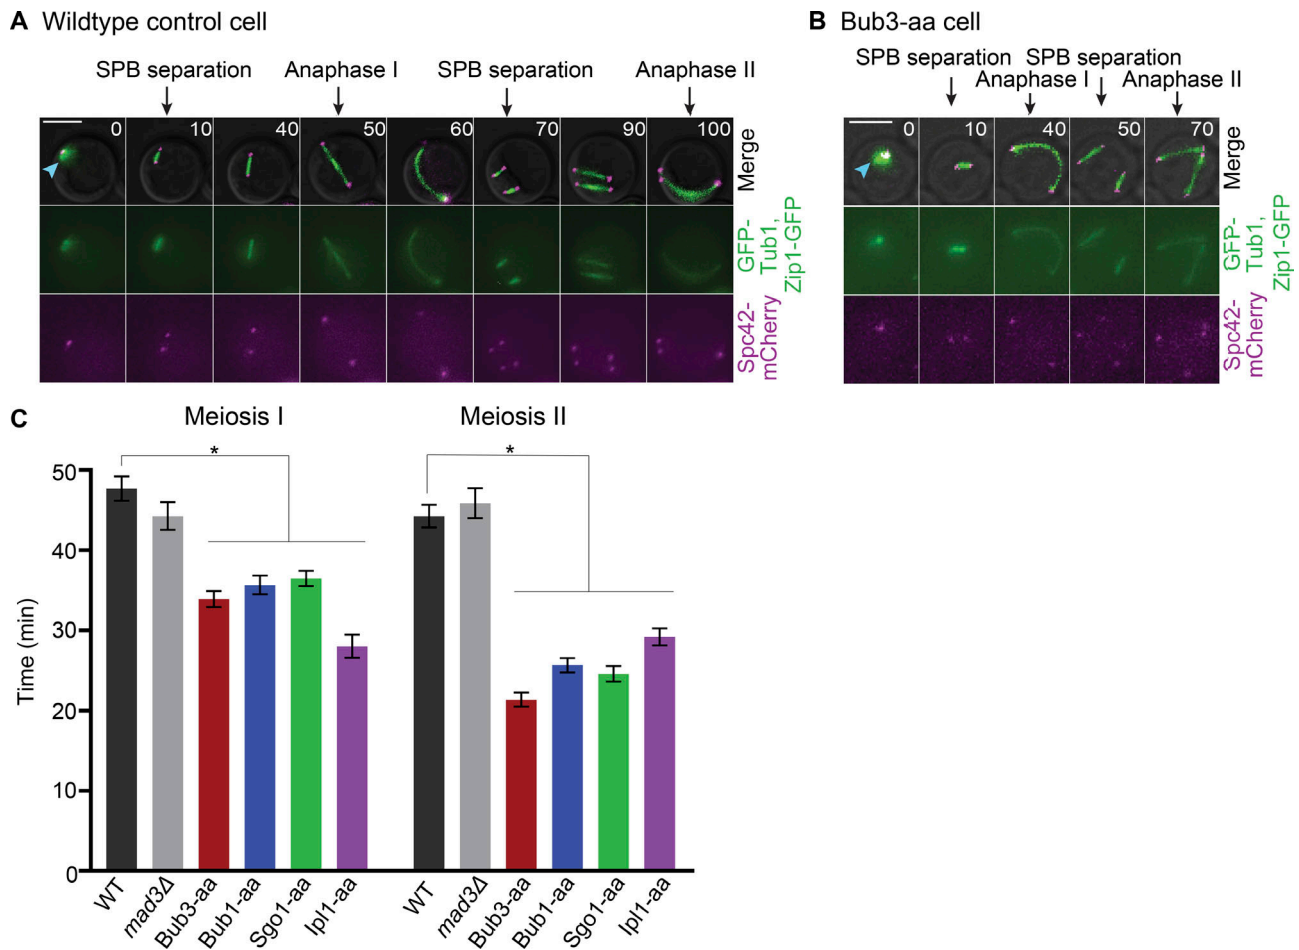 A Wildtype control cell
SPB separation
Anaphase I
SPB separation
Anaphase II
0
10
40
50
60
70
90
100
Merge
GFP-
Tub1,
Zip1-GFP
Spc42-
mCherry
B Bub3-aa cell
SPB separation
SPB separation
Anaphase I
Anaphase II
0
10
40
50
70
Merge
GFP-
Tub1,
Zip1-GFP
Spc42-
mCherry
C
Meiosis I
Meiosis II
*
*
Time (min)
50
40
30
20
10
0
WT
mad3Δ
Bub3-aa
Bub1-aa
Sgo1-aa
Ipl1-aa
WT
mad3Δ
Bub3-aa
Bub1-aa
Sgo1-aa
Ipl1-aa